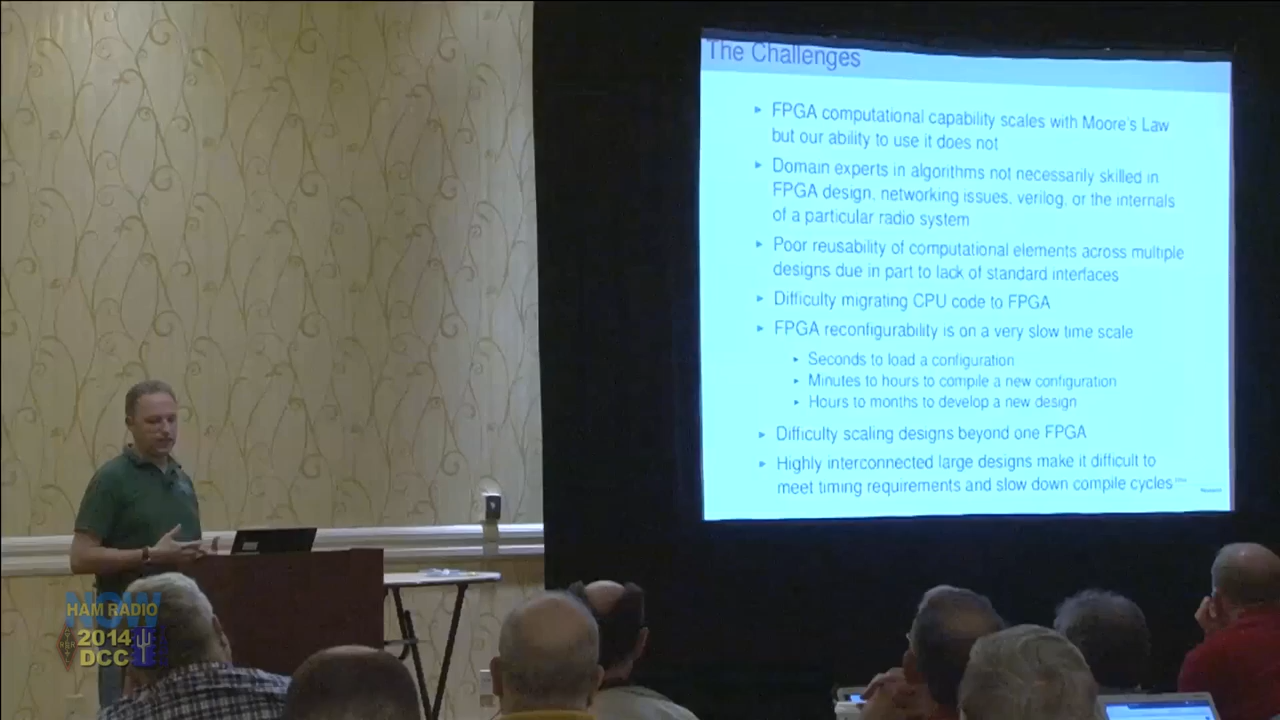 The Challenges
FPGA computational capability scales with Moore's Law
but our ability to use it does not
Domain experts in algorithms not necessarily skilled in
FPGA design, networking issues, verilog, or the internals
of a particular radio system
Poor reusability of computational elements across multiple
designs due in part to lack of standard interfaces
Difficulty migrating CPU code to FPGA
FPGA reconfigurability is on a very slow time scale
Seconds to load a configuration
Minutes to hours to compile a new configuration
Hours to months to develop a new design
Difficulty scaling designs beyond one FPGA
Highly interconnected large designs make it difficult to
meet timing requirements and slow down compile cycles
NOW
HAM RADIO
2014
DCC